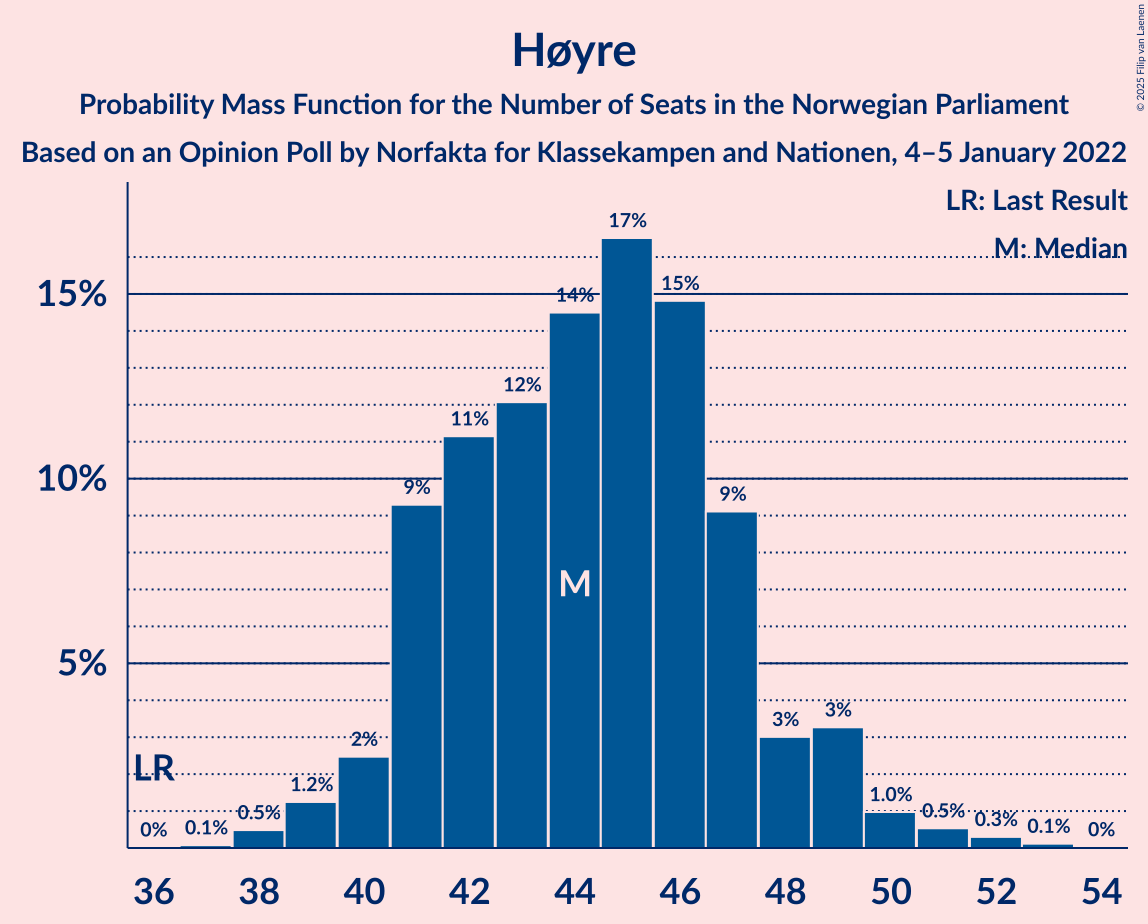 Høyre
Probability Mass Function for the Number of Seats in the Norwegian Parliament
Based on an Opinion Poll by Norfakta for Klassekampen and Nationen, 4–5 January 2022
© 2025 Filip van Laenen
LR: Last Result
M: Median
15%
10%
5%
0%
0.1%
0.5%
1.2%
2%
9%
11%
12%
14%
17%
15%
9%
3%
3%
1.0%
0.5%
0.3%
0.1%
0%
LR
M
36 38 40 42 44 46 48 50 52 54